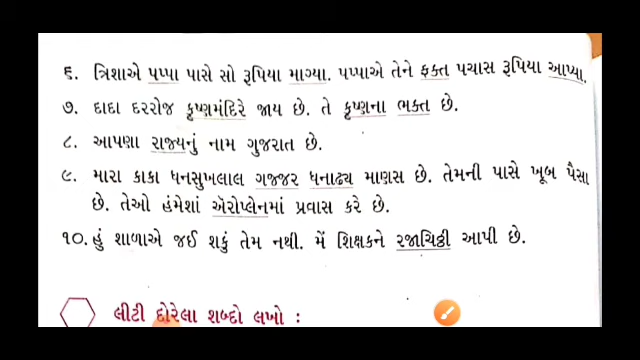 ૬. ત્રિશાએ પપ્પા પાસે સો રૂપિયા માગ્યા. પપ્પાએ તેને ફક્ત પચાસ રૂપિયા આપ્યા.
૭. દાદા દરરોજ કૃષ્ણમંદિરે જાય છે. તે કૃષ્ણના ભક્ત છે.
૮. આપણા રાજ્યનું નામ ગુજરાત છે.
૯. મારા કાકા ધનસુખલાલ ગજ્જર ધનાઢ્ય માણસ છે. તેમની પાસે ખૂબ પૈસા
છે. તેઓ હંમેશાં ઍરોપ્લેનમાં પ્રવાસ કરે છે.
૧૦. હું શાળાએ જઈ શકું તેમ નથી. મેં શિક્ષકને રજાચિઠ્ઠી આપી છે.
લીટી દોરેલા શબ્દો લખો :